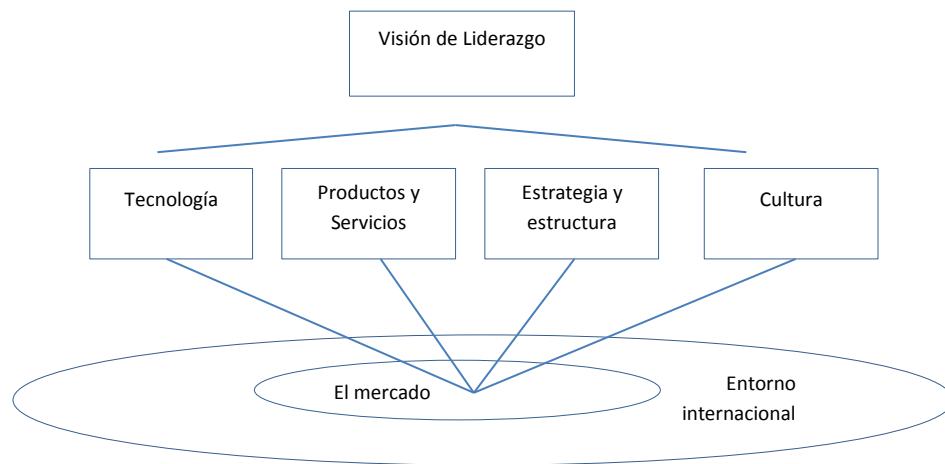 Visión de Liderazgo
Tecnología
Productos y
Servicios
Estrategia y
estructura
Cultura
El mercado
Entorno
internacional